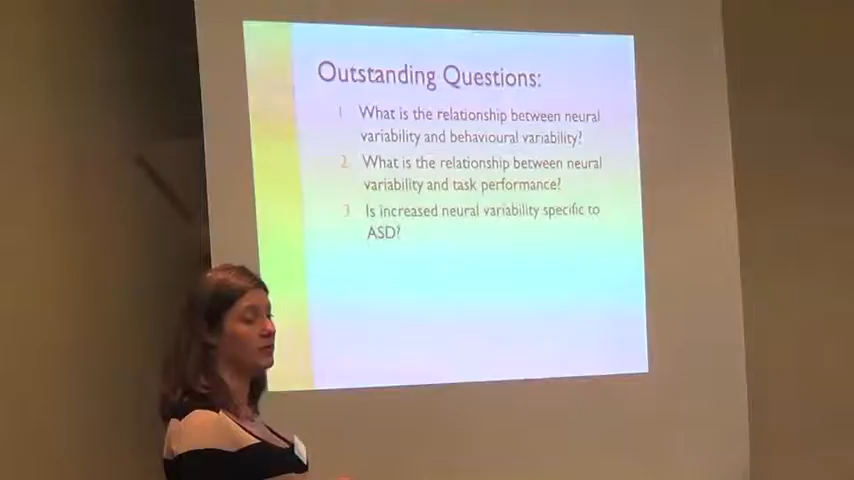 Outstanding Questions:
1 What is the relationship between neural
variability and behavioural variability?
2 What is the relationship between neural
variability and task performance?
3 Is increased neural variability specific to
ASD?